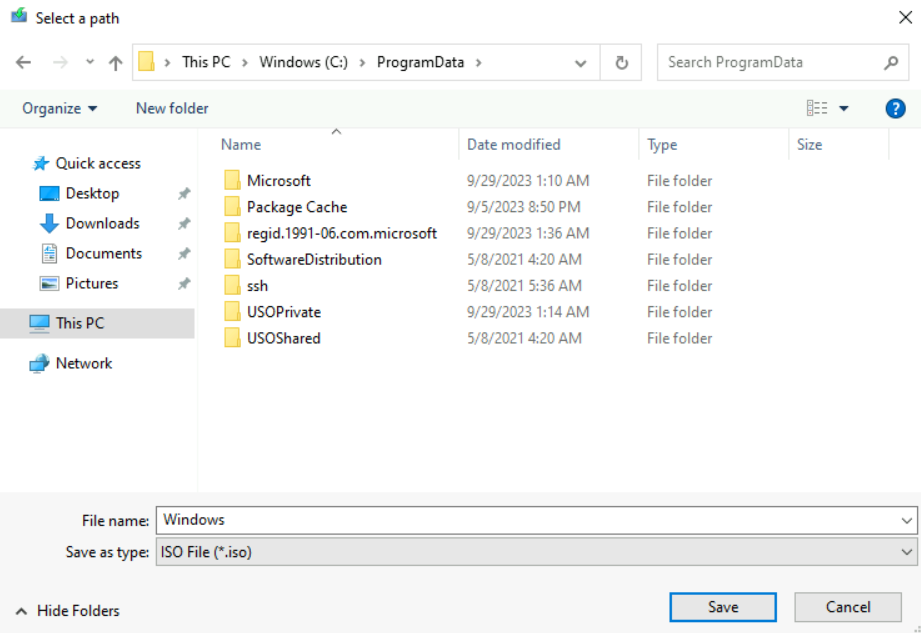 Select a path
This PC > Windows (C:) > ProgramData >
Search ProgramData
Organize
New folder
?
Name
Date modified
Type
Size
Quick access
Desktop
Downloads
Documents
Pictures
This PC
Network
Microsoft 9/29/2023 1:10 AM File folder
Package Cache 9/5/2023 8:50 PM File folder
regid.1991-06.com.microsoft 9/29/2023 1:36 AM File folder
SoftwareDistribution 5/8/2021 4:20 AM File folder
ssh 5/8/2021 5:36 AM File folder
USOPrivate 9/29/2023 1:14 AM File folder
USOShared 5/8/2021 4:20 AM File folder
File name: Windows
Save as type: ISO File (*.iso)
Hide Folders
Save
Cancel